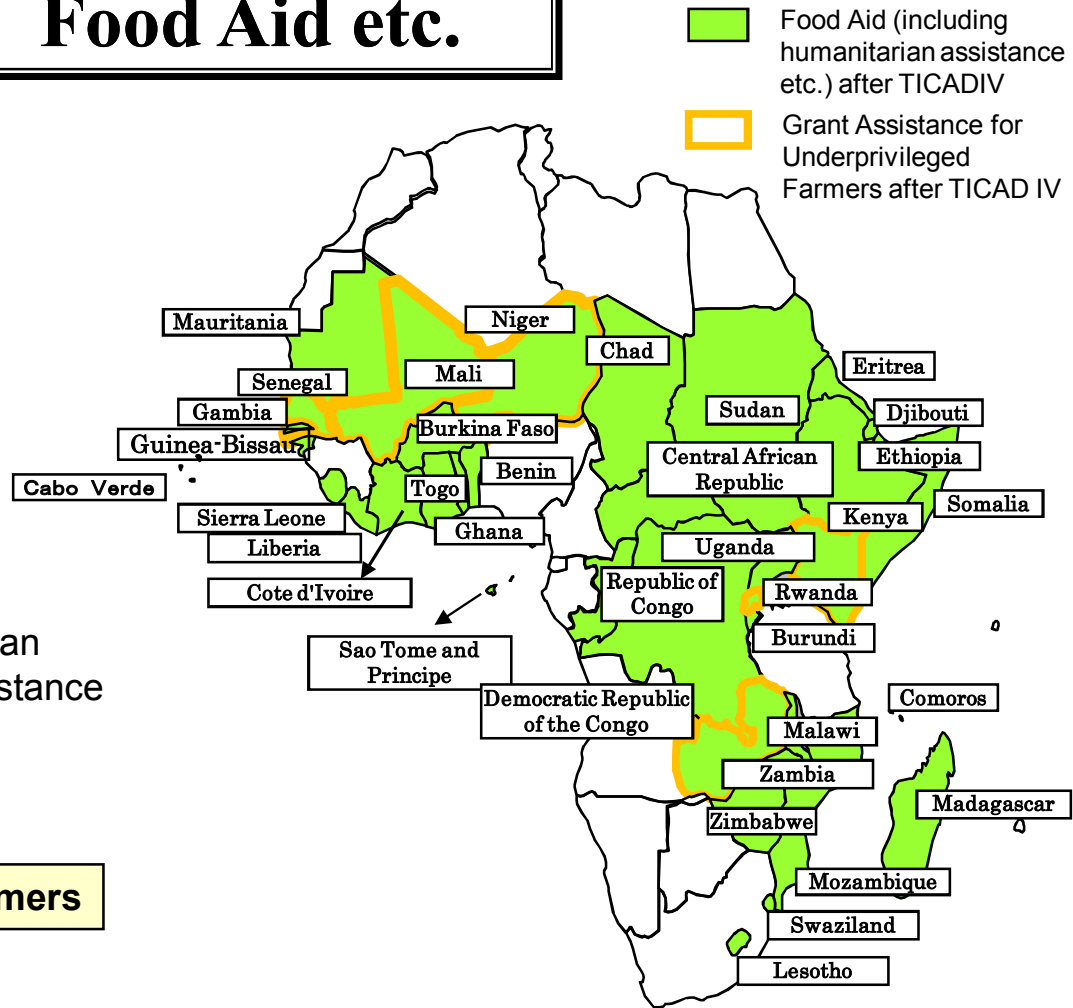 Food Aid etc.
Food Aid (including
humanitarian assistance
etc.) after TICADIV
Grant Assistance for
Underprivileged
Farmers after TICAD IV
Mauritania
Niger
Chad
Senegal
Mali
Eritrea
Gambia
Sudan
Djibouti
Burkina Faso
Guinea-Bissau
Ethiopia
Central African
Republic
Benin
Cabo Verde
Togo
Somalia
Sierra Leone
Kenya
Ghana
Liberia
Uganda
Cote d'Ivoire
Republic of
Congo
Rwanda
Burundi
Sao Tome and
Principe
an
stance
Democratic Republic
of the Congo
Comoros
Malawi
Zambia
Madagascar
Zimbabwe
Mozambique
mers
Swaziland
Lesotho